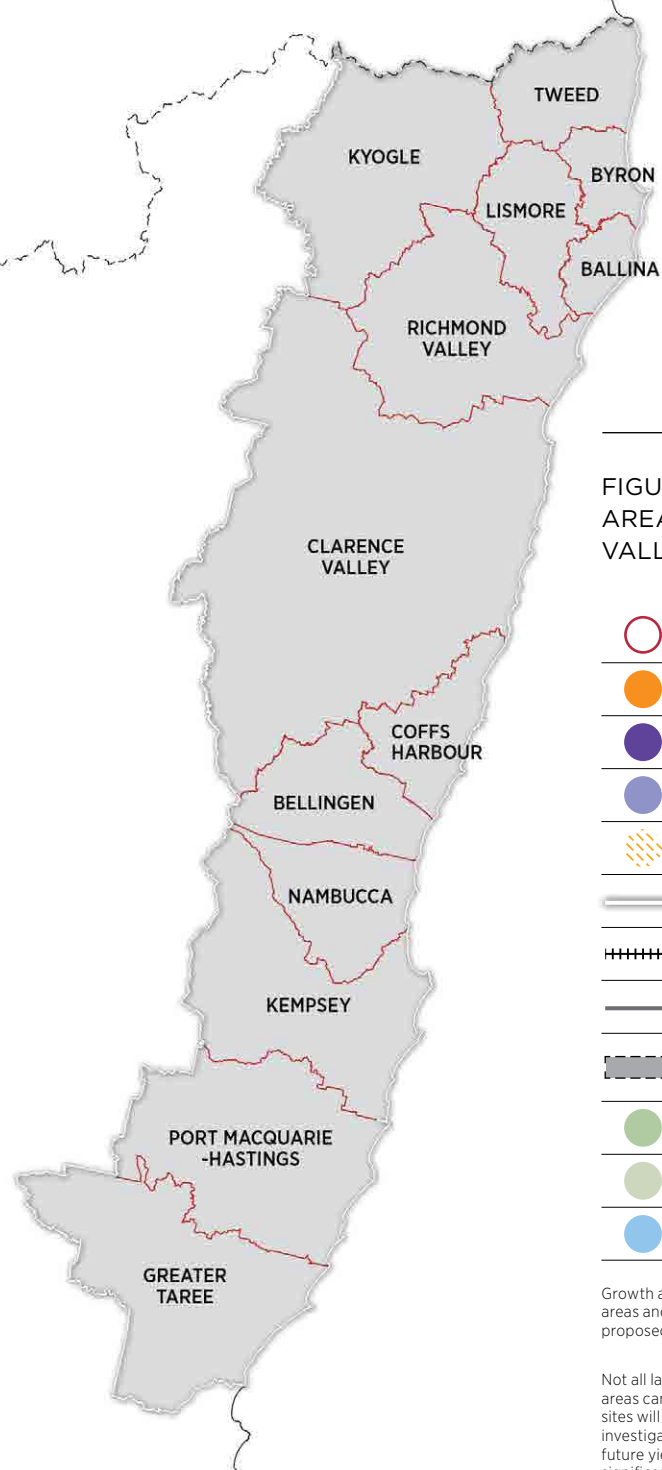 TWEED
KYOGLE
BYRON
LISMORE
BALLINA
RICHMOND
VALLEY
CLARENCE
VALLEY
COFFS
HARBOUR
BELLINGEN
NAMBUCCA
KEMPSEY
PORT MACQUARIE
-HASTINGS
GREATER
TAREE
FIGU
AREA
VALL
Growth a
areas and
proposed
Not all la
areas can
sites will
investiga
future yie